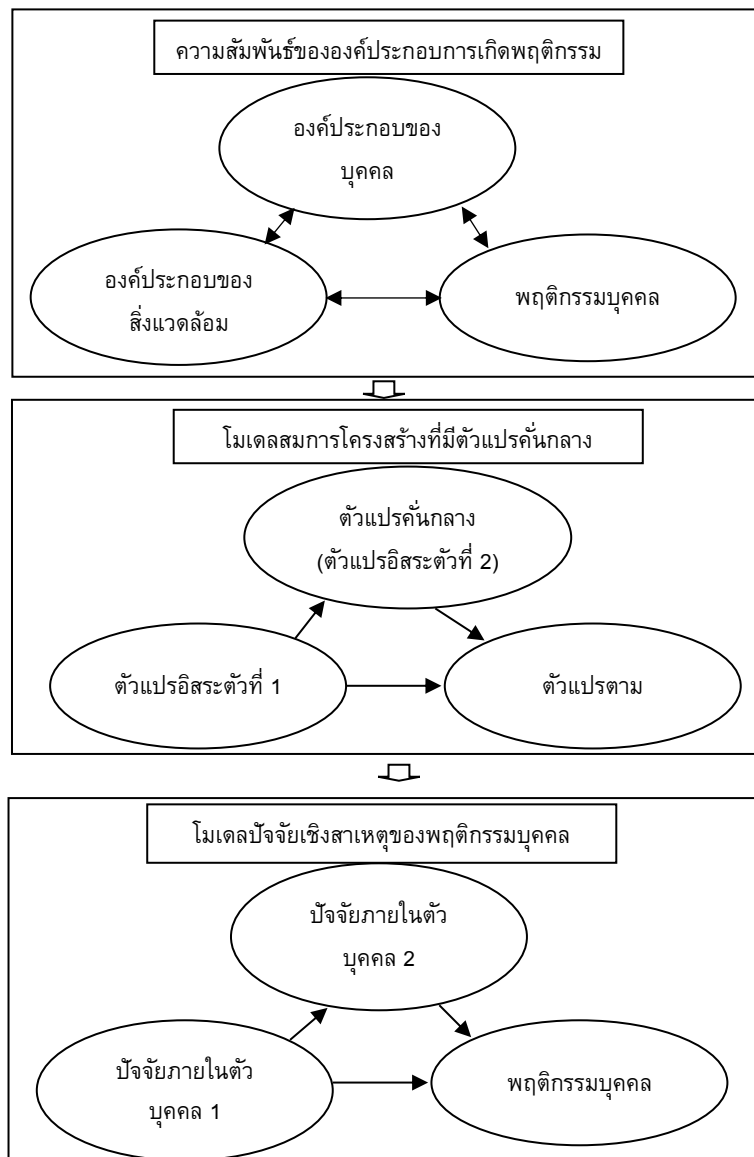 ความสัมพันธ์ขององค์ประกอบการเกิดพฤติกรรม
องค์ประกอบของ
บุคคล
องค์ประกอบของ
สิ่งแวดล้อม
พฤติกรรมบุคคล
โมเดลสมการโครงสร้างที่มีตัวแปรคั่นกลาง
ตัวแปรคั่นกลาง
(ตัวแปรอิสระตัวที่ 2)
ตัวแปรอิสระตัวที่ 1
ตัวแปรตาม
โมเดลปัจจัยเชิงสาเหตุของพฤติกรรมบุคคล
ปัจจัยภายในตัว
บุคคล 2
ปัจจัยภายในตัว
บุคคล 1
พฤติกรรมบุคคล